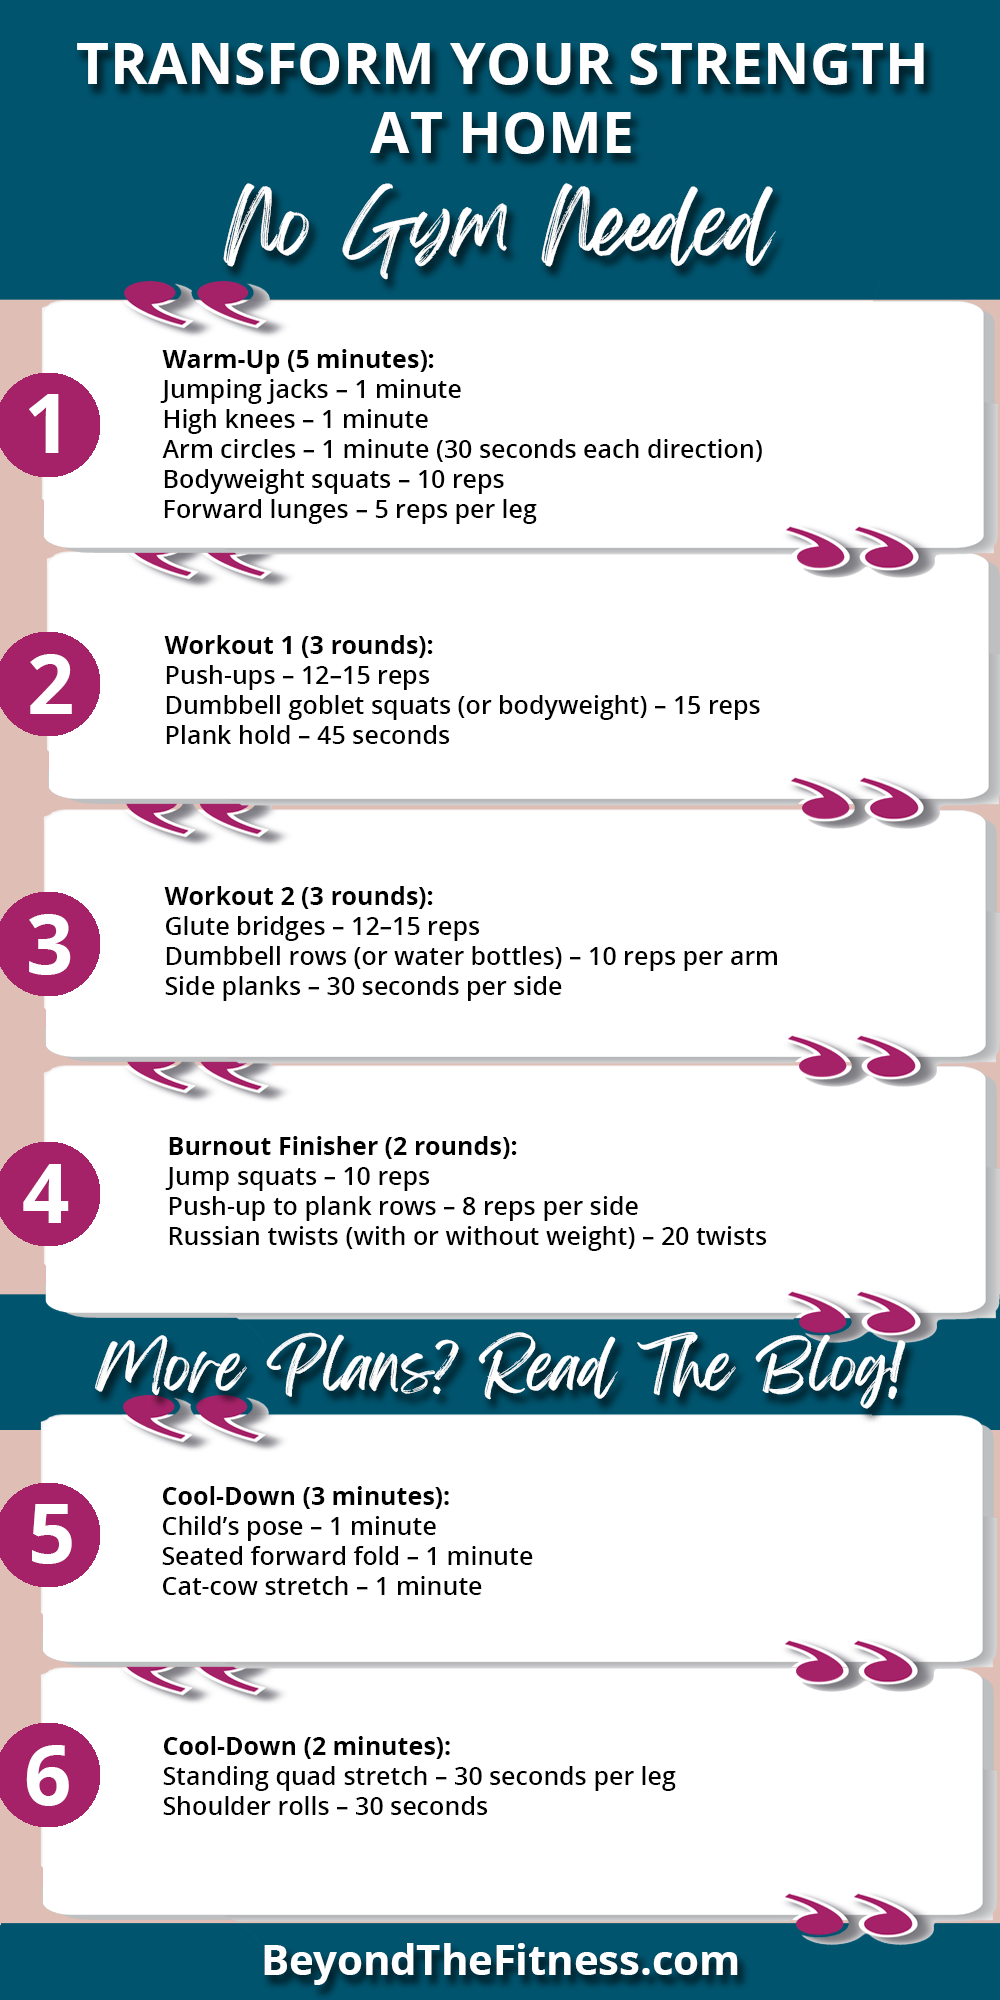 TRANSFORM YOUR STRENGTH
AT HOME
No Gym Needed
1
Warm-Up (5 minutes):
Jumping jacks – 1 minute
High knees – 1 minute
Arm circles – 1 minute (30 seconds each direction)
Bodyweight squats – 10 reps
Forward lunges – 5 reps per leg
2
Workout 1 (3 rounds):
Push-ups – 12–15 reps
Dumbbell goblet squats (or bodyweight) – 15 reps
Plank hold – 45 seconds
3
Workout 2 (3 rounds):
Glute bridges – 12–15 reps
Dumbbell rows (or water bottles) – 10 reps per arm
Side planks – 30 seconds per side
4
Burnout Finisher (2 rounds):
Jump squats – 10 reps
Push-up to plank rows – 8 reps per side
Russian twists (with or without weight) – 20 twists
More Plans? Read The Blog!
5
Cool-Down (3 minutes):
Child’s pose – 1 minute
Seated forward fold – 1 minute
Cat-cow stretch – 1 minute
6
Cool-Down (2 minutes):
Standing quad stretch – 30 seconds per leg
Shoulder rolls – 30 seconds
BeyondTheFitness.com